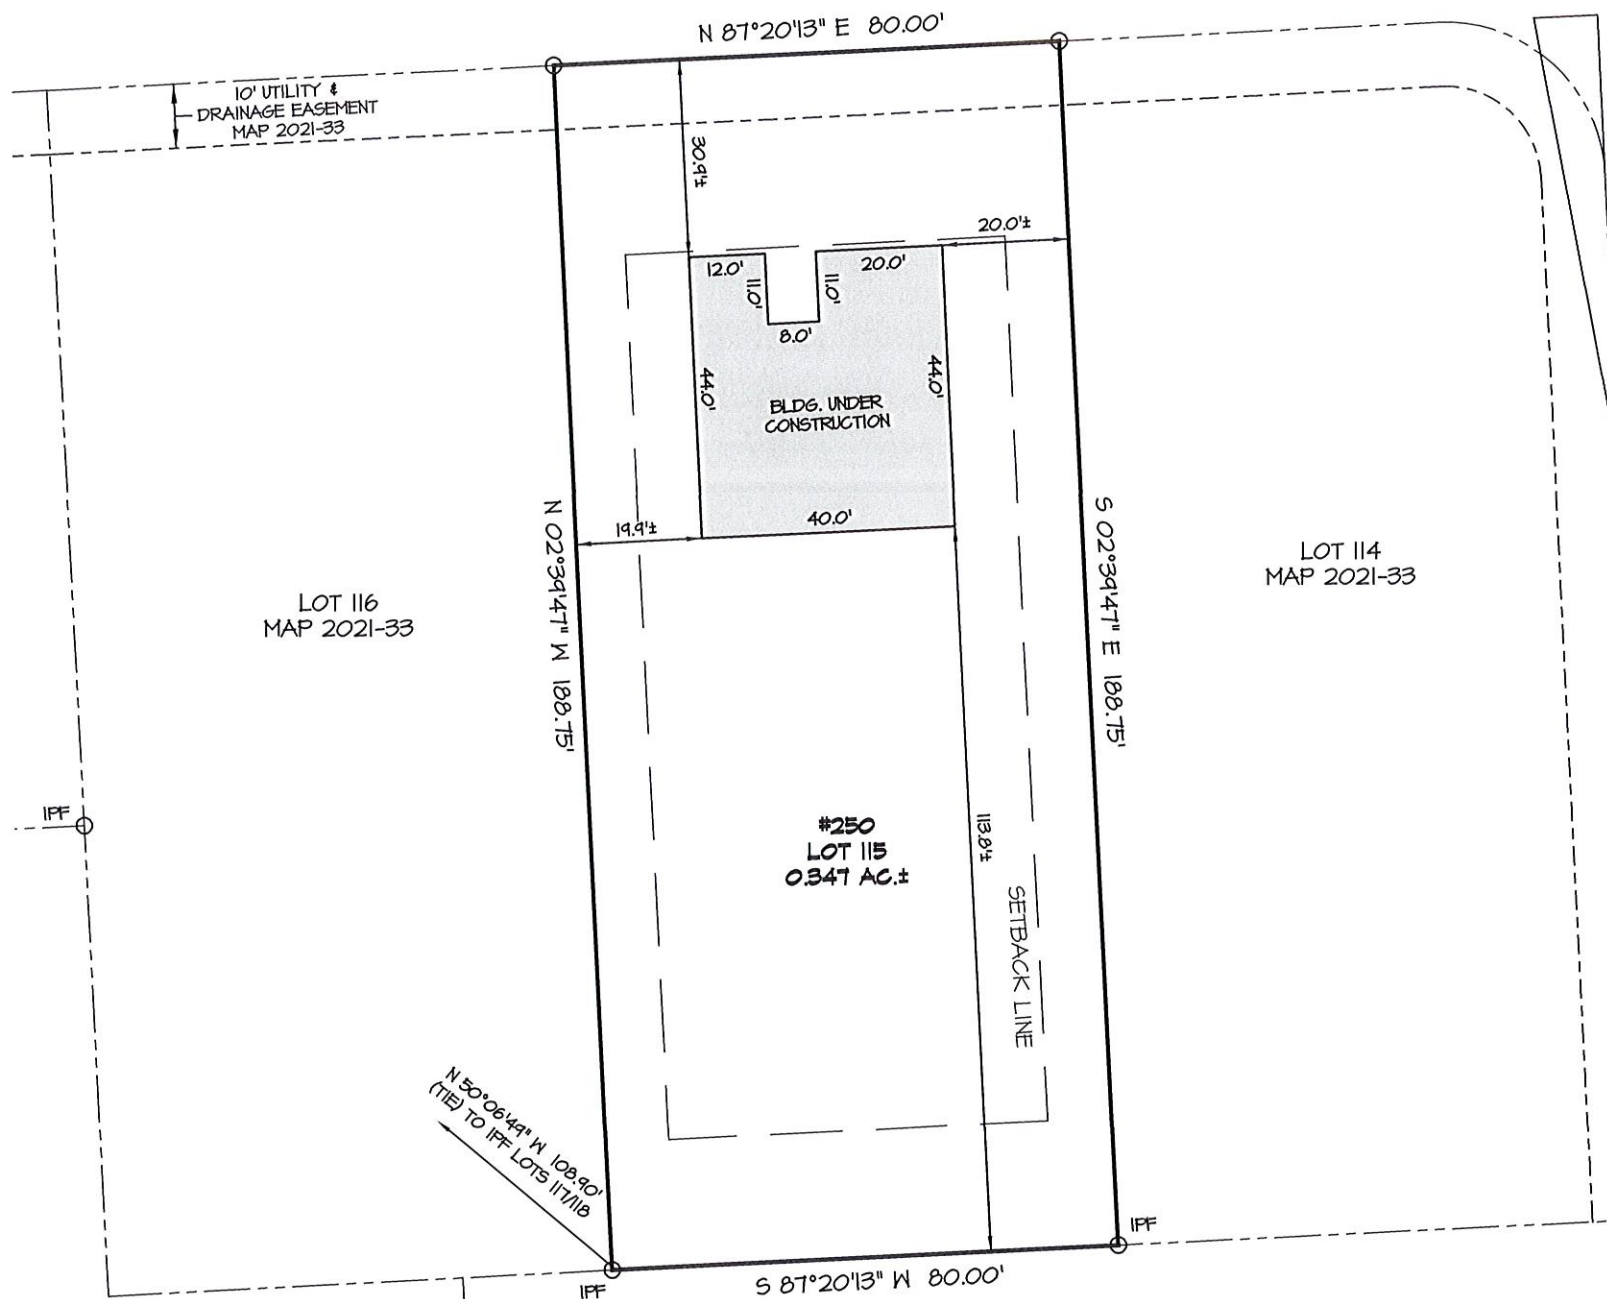 N 87°20'13" E 80.00'
10' UTILITY &
DRAINAGE EASEMENT
MAP 2021-33
30.9'±
20.0'±
12.0'
11.0'
11.0'
20.0'
8.0'
44.0'
44.0'
BLDG. UNDER
CONSTRUCTION
40.0'
19.9'±
N 02°39'47" W 188.75'
S 02°39'47" E 188.75'
LOT 116
MAP 2021-33
LOT 114
MAP 2021-33
IPF
#250
LOT 115
0.347 AC.±
113.8'±
SETBACK LINE
N 50°06'49" W 108.90'
(TIE) TO IPF LOTS 117/118
IPF
IPF
S 87°20'13" W 80.00'